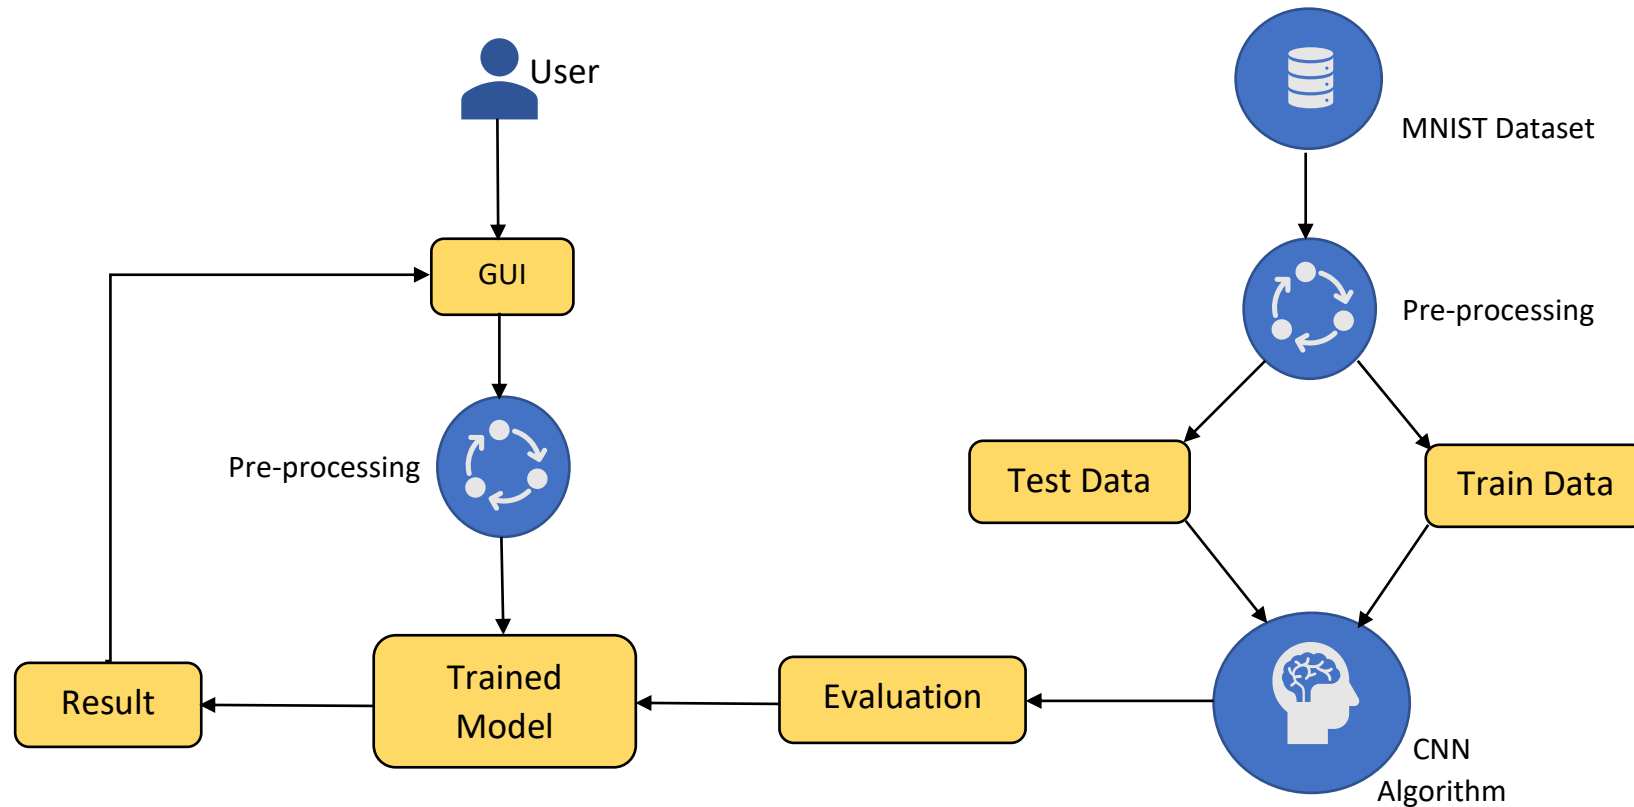 User
MNIST Dataset
GUI
Pre-processing
Pre-processing
Test Data
Train Data
Trained
Model
Evaluation
Result
CNN
Algorithm